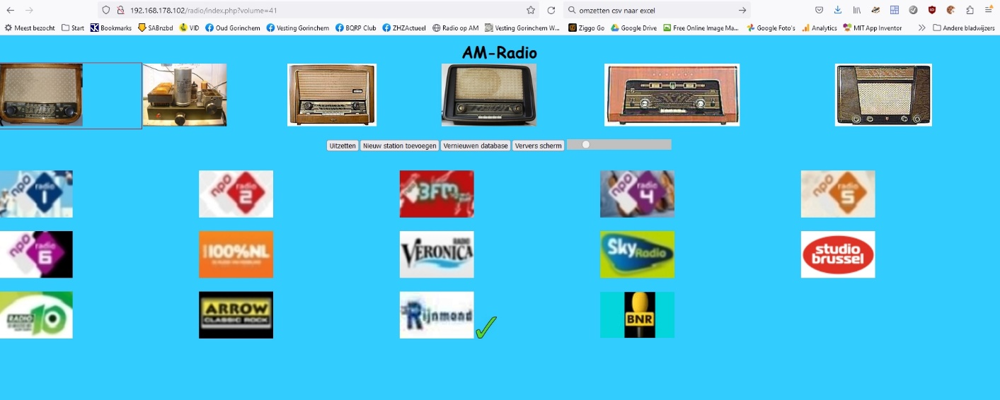 192.168.178.102/radio/index.php?volume=41
omzetten csv naar excel
Meest bezocht Start Bookmarks SABnzbd VID Oud Gorinchem Vesting Gorinchem BQRP Club ZHZActueel Radio op AM Vesting Gorinchem W... Ziggo Go Google Drive Free Online Image Ma... Google Foto's Analytics MIT App Inventor Andere bladwijzers
AM-Radio
Uitzetten Nieuw station toevoegen Vernieuwen database Ververs scherm
npo radio 1
npo radio 2
3FM
npo radio 4
npo radio 5
npo radio 6
100%NL
RADIO VERONICA
Sky Radio
studio brussel
RADIO 10
ARROW CLASSIC ROCK
Rijnmond
BNR